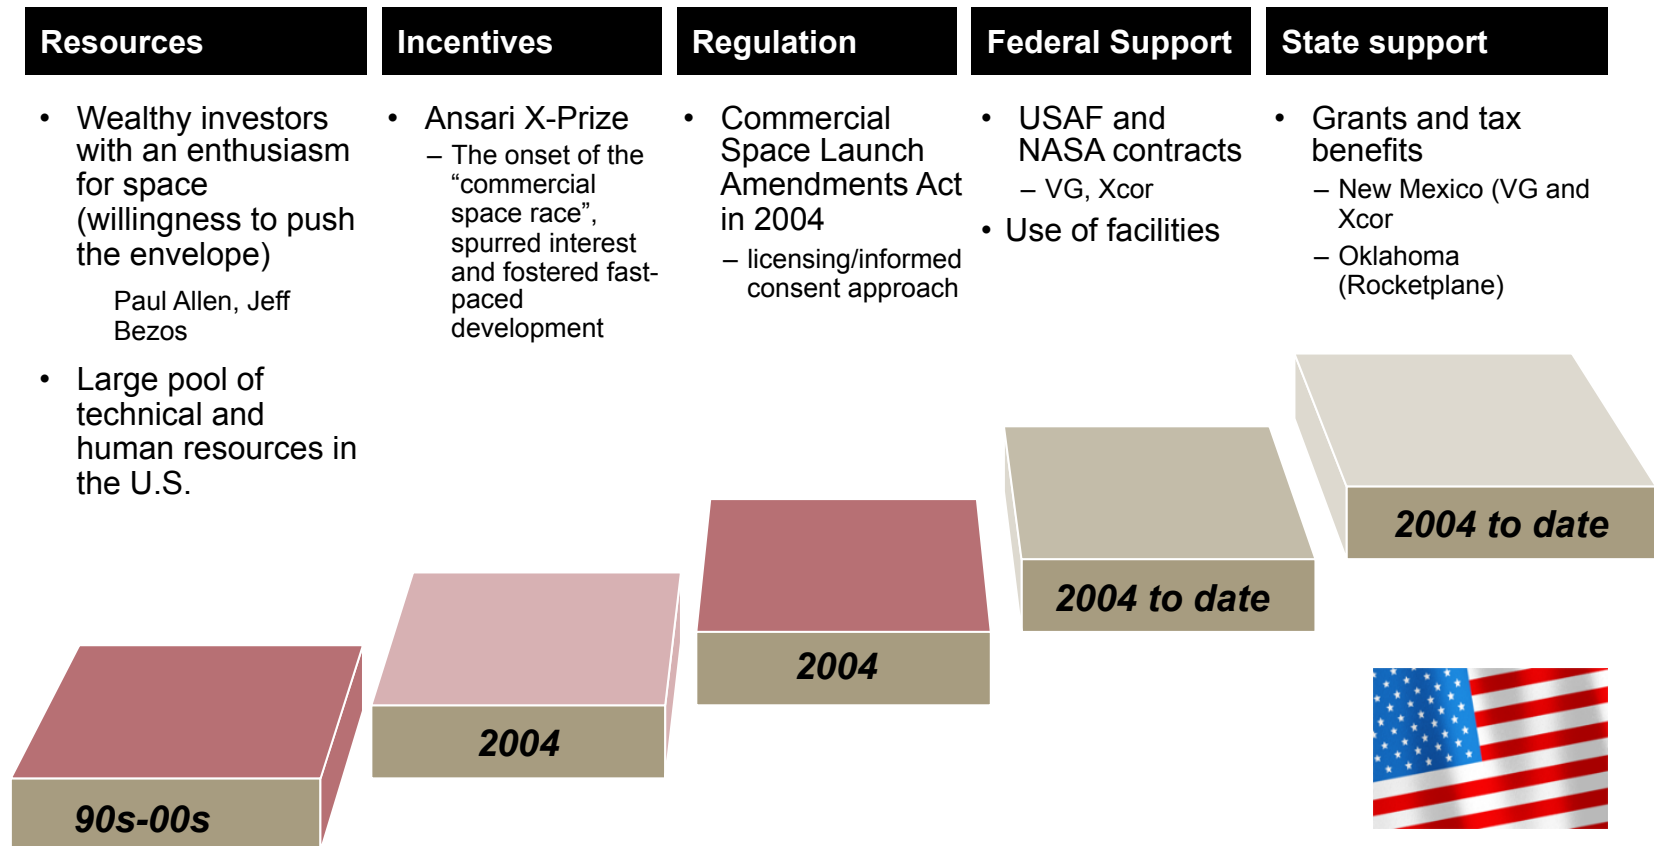 Resources
• Wealthy investors
with an enthusiasm
for space
(willingness to push
the envelope)
Paul Allen, Jeff
Bezos
• Large pool of
technical and
human resources in
the U.S.
Incentives
• Ansari X-Prize
– The onset of the
“commercial
space race”,
spurred interest
and fostered fast-
paced
development
Regulation
• Commercial
Space Launch
Amendments Act
in 2004
– licensing/informed
consent approach
Federal Support
• USAF and
NASA contracts
– VG, Xcor
• Use of facilities
State support
• Grants and tax
benefits
– New Mexico (VG and
Xcor
– Oklahoma
(Rocketplane)
90s-00s
2004
2004
2004 to date
2004 to date